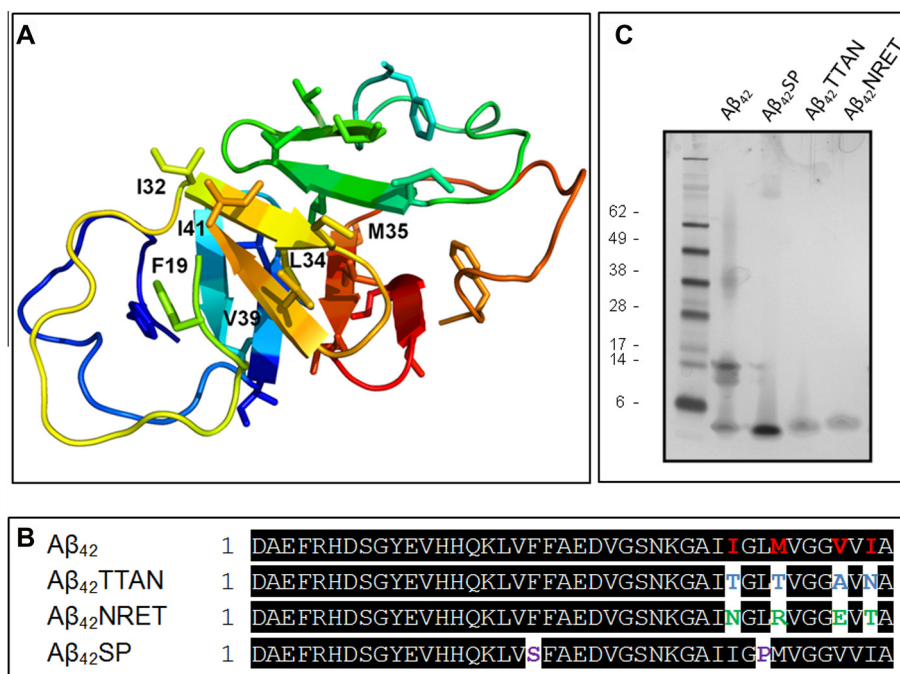 A
I32
I41
M35
L34
F19
V39
C
Aβ42
Aβ42SP
Aβ42TTAN
Aβ42NRET
62 -
49 -
38 -
28 -
17 -
14 -
6 -
B
Aβ42 1 DAEFRHDSGYEVHHQKLVFFAEDVGSNKGAIIGLMVGGVVIA
Aβ42TTAN 1 DAEFRHDSGYEVHHQKLVFFAEDVGSNKGAITGLTVGGAVNA
Aβ42NRET 1 DAEFRHDSGYEVHHQKLVFFAEDVGSNKGAINGLRVGGEVTA
Aβ42SP 1 DAEFRHDSGYEVHHQKLVSFAEDVGSNKGAIIGPMVGGVVIA